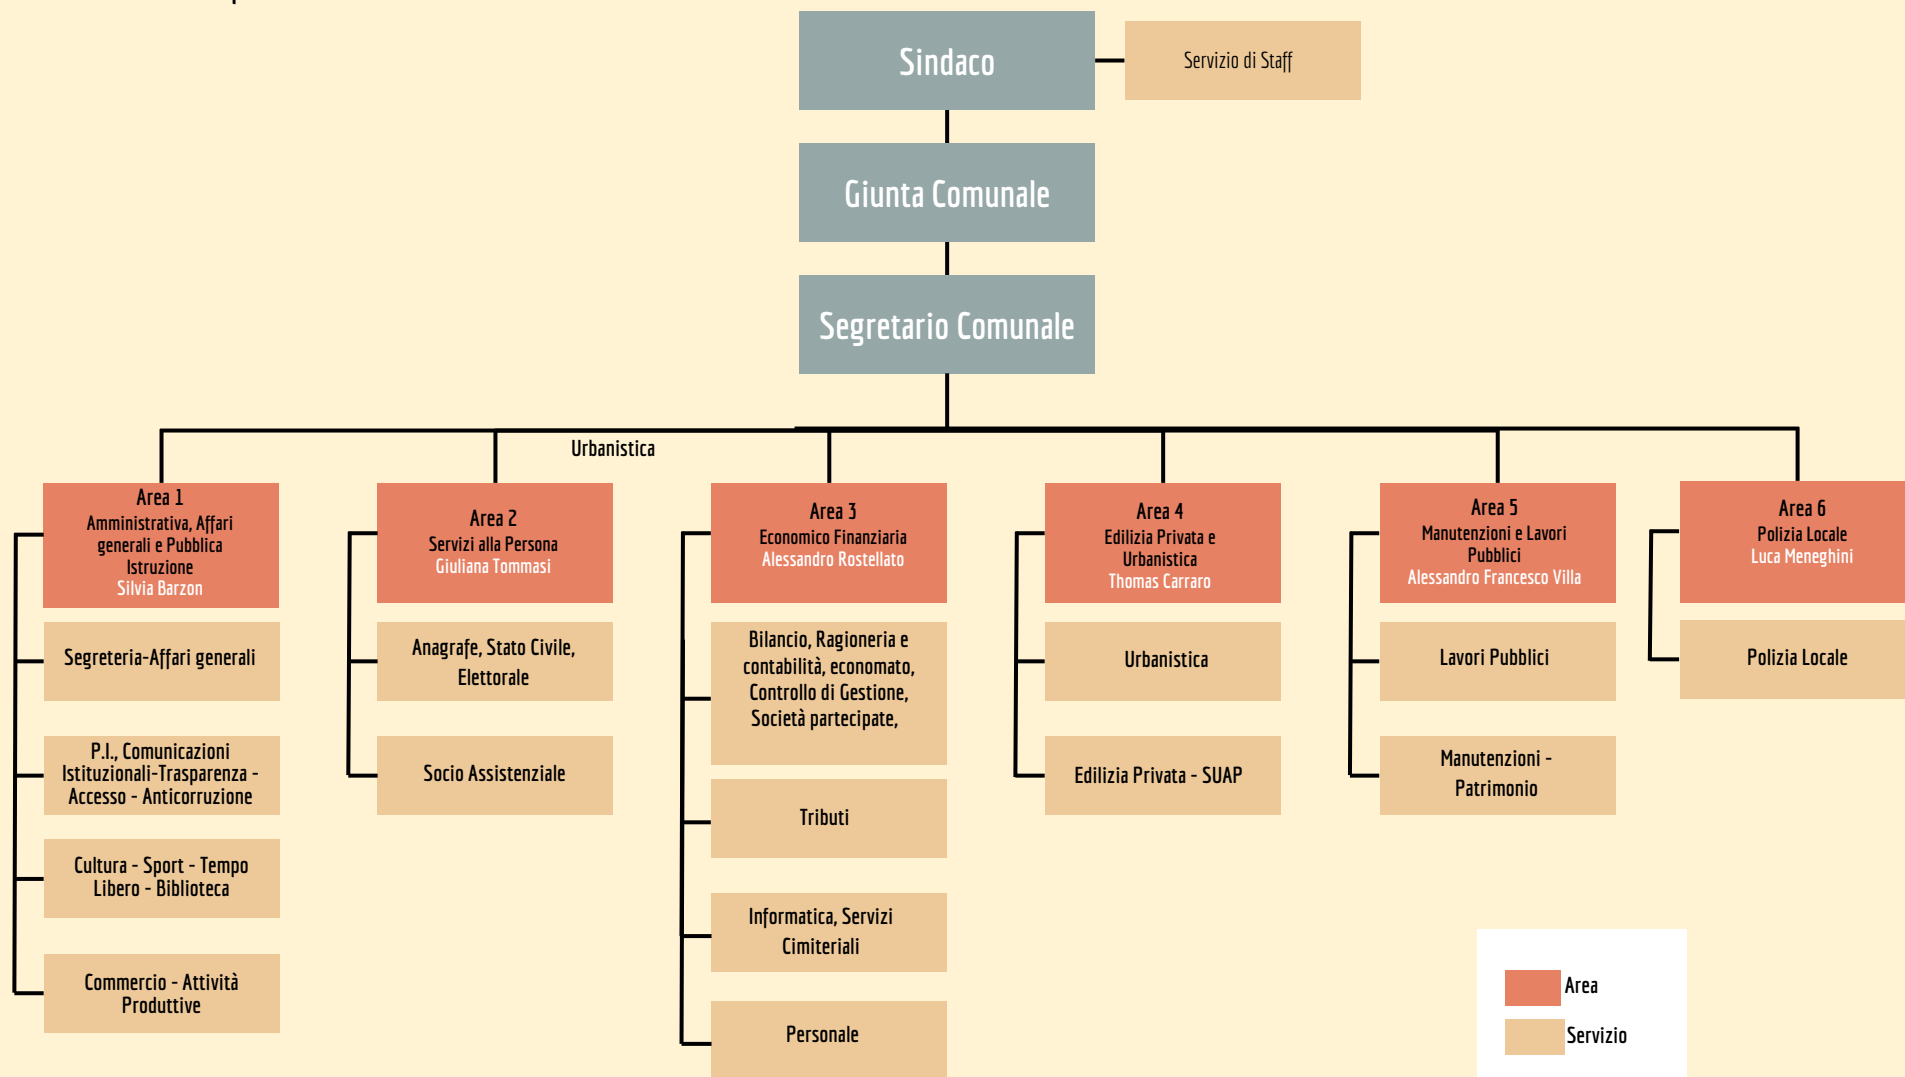 Sindaco
Servizio di Staff
Giunta Comunale
Segretario Comunale
Urbanistica
Area 1
Amministrativa, Affari
generali e Pubblica
Istruzione
Silvia Barzon
Segreteria-Affari generali
P.I., Comunicazioni
Istituzionali-Trasparenza -
Accesso - Anticorruzione
Cultura - Sport - Tempo
Libero - Biblioteca
Commercio - Attività
Produttive
Area 2
Servizi alla Persona
Giuliana Tommasi
Anagrafe, Stato Civile,
Elettorale
Socio Assistenziale
Area 3
Economico Finanziaria
Alessandro Rostellato
Bilancio, Ragioneria e
contabilità, economato,
Controllo di Gestione,
Società partecipate,
Tributi
Informatica, Servizi
Cimiteriali
Personale
Area 4
Edilizia Privata e
Urbanistica
Thomas Carraro
Urbanistica
Edilizia Privata - SUAP
Area 5
Manutenzioni e Lavori
Pubblici
Alessandro Francesco Villa
Lavori Pubblici
Manutenzioni -
Patrimonio
Area 6
Polizia Locale
Luca Meneghini
Polizia Locale
Area
Servizio